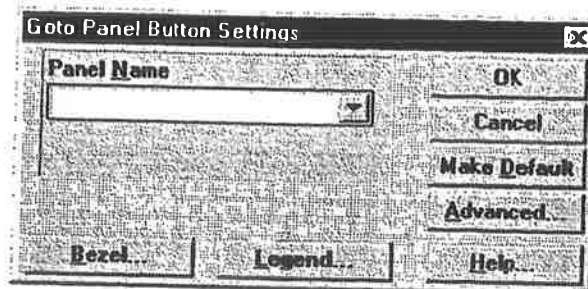 Goto Panel Button Settings
Panel Name
OK
Cancel
Make Default
Advanced...
Bezel...
Legend...
Help...